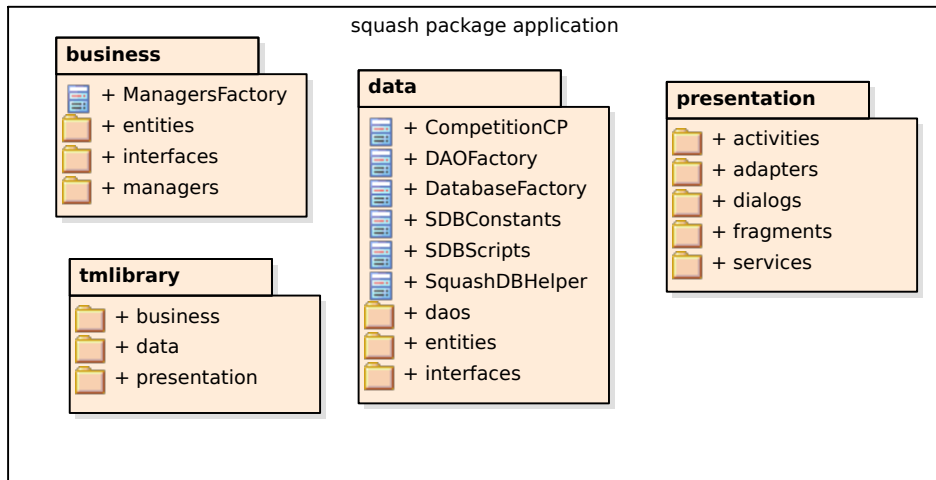 squash package application
business
+ ManagersFactory
+ entities
+ interfaces
+ managers
data
+ CompetitionCP
+ DAOFactory
+ DatabaseFactory
+ SDBConstants
+ SDBScripts
+ SquashDBHelper
+ daos
+ entities
+ interfaces
presentation
+ activities
+ adapters
+ dialogs
+ fragments
+ services
tmlibrary
+ business
+ data
+ presentation